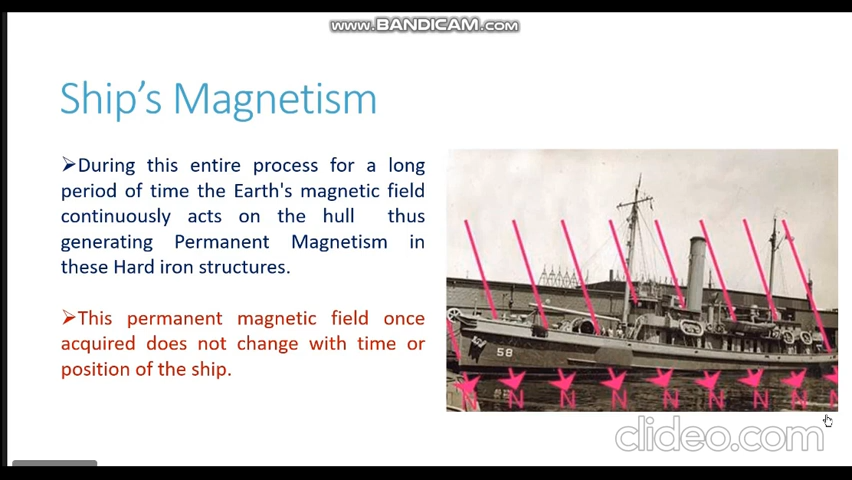 WWW.BANDICAM.COM
Ship's Magnetism
➢During this entire process for a long
period of time the Earth's magnetic field
continuously acts on the hull thus
generating Permanent Magnetism in
these Hard iron structures.
➢This permanent magnetic field once
acquired does not change with time or
position of the ship.
58
N N N N N N N N N
clideo.com